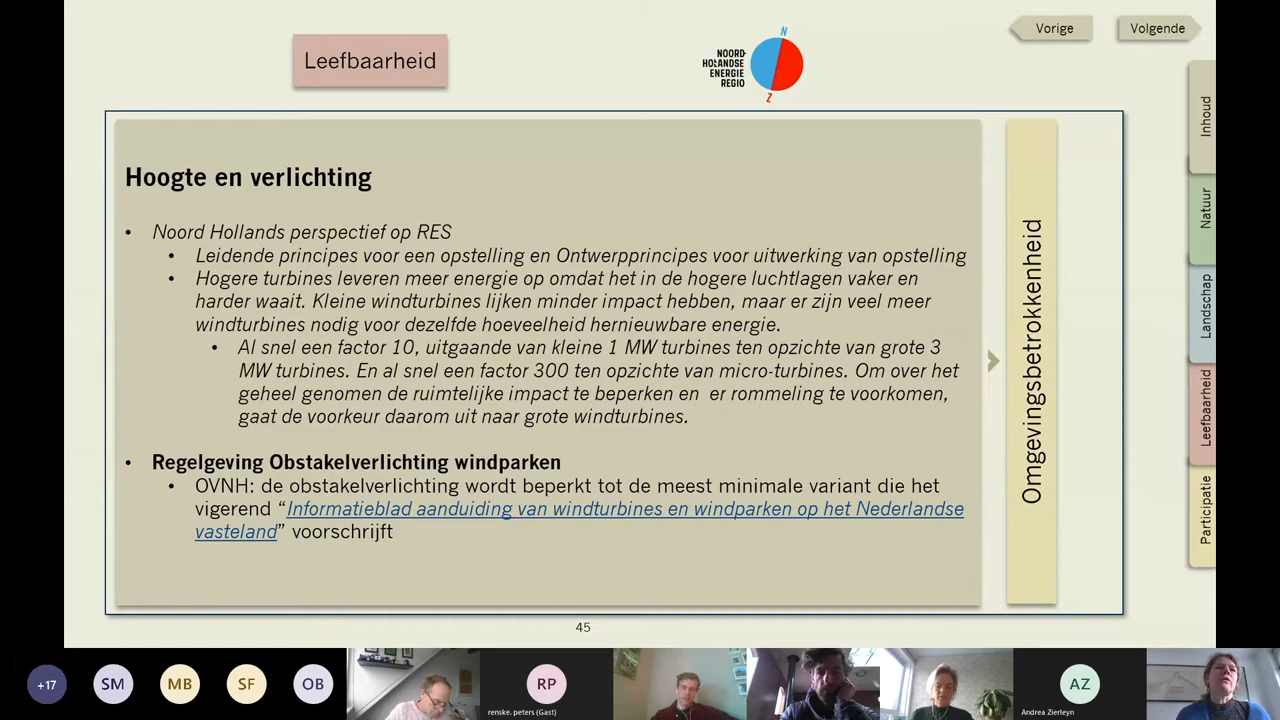 Vorige
Volgende
Leefbaarheid
N
NOORD-
HOLLANDSE
ENERGIE
REGIO
Z
Inhoud
Natuur
Landschap
Leefbaarheid
Participatie
Hoogte en verlichting
• Noord Hollands perspectief op RES
• Leidende principes voor een opstelling en Ontwerpprincipes voor uitwerking van opstelling
• Hogere turbines leveren meer energie op omdat het in de hogere luchtlagen vaker en
harder waait. Kleine windturbines lijken minder impact hebben, maar er zijn veel meer
windturbines nodig voor dezelfde hoeveelheid hernieuwbare energie.
• Al snel een factor 10, uitgaande van kleine 1 MW turbines ten opzichte van grote 3
MW turbines. En al snel een factor 300 ten opzichte van micro-turbines. Om over het
geheel genomen de ruimtelijke impact te beperken en er rommeling te voorkomen,
gaat de voorkeur daarom uit naar grote windturbines.
• Regelgeving Obstakelverlichting windparken
• OVNH: de obstakelverlichting wordt beperkt tot de meest minimale variant die het
vigerend “Informatieblad aanduiding van windturbines en windparken op het Nederlandse
vasteland” voorschrijft
Omgevingsbetrokkenheid
45
+17
SM
MB
SF
OB
RP
renske. peters (Gast)
AZ
Andrea Zierleyn